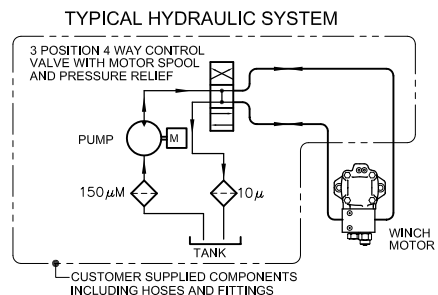 TYPICAL HYDRAULIC SYSTEM
3 POSITION 4 WAY CONTROL
VALVE WITH MOTOR SPOOL
AND PRESSURE RELIEF
PUMP
M
150μM
10μ
TANK
WINCH
MOTOR
CUSTOMER SUPPLIED COMPONENTS
INCLUDING HOSES AND FITTINGS